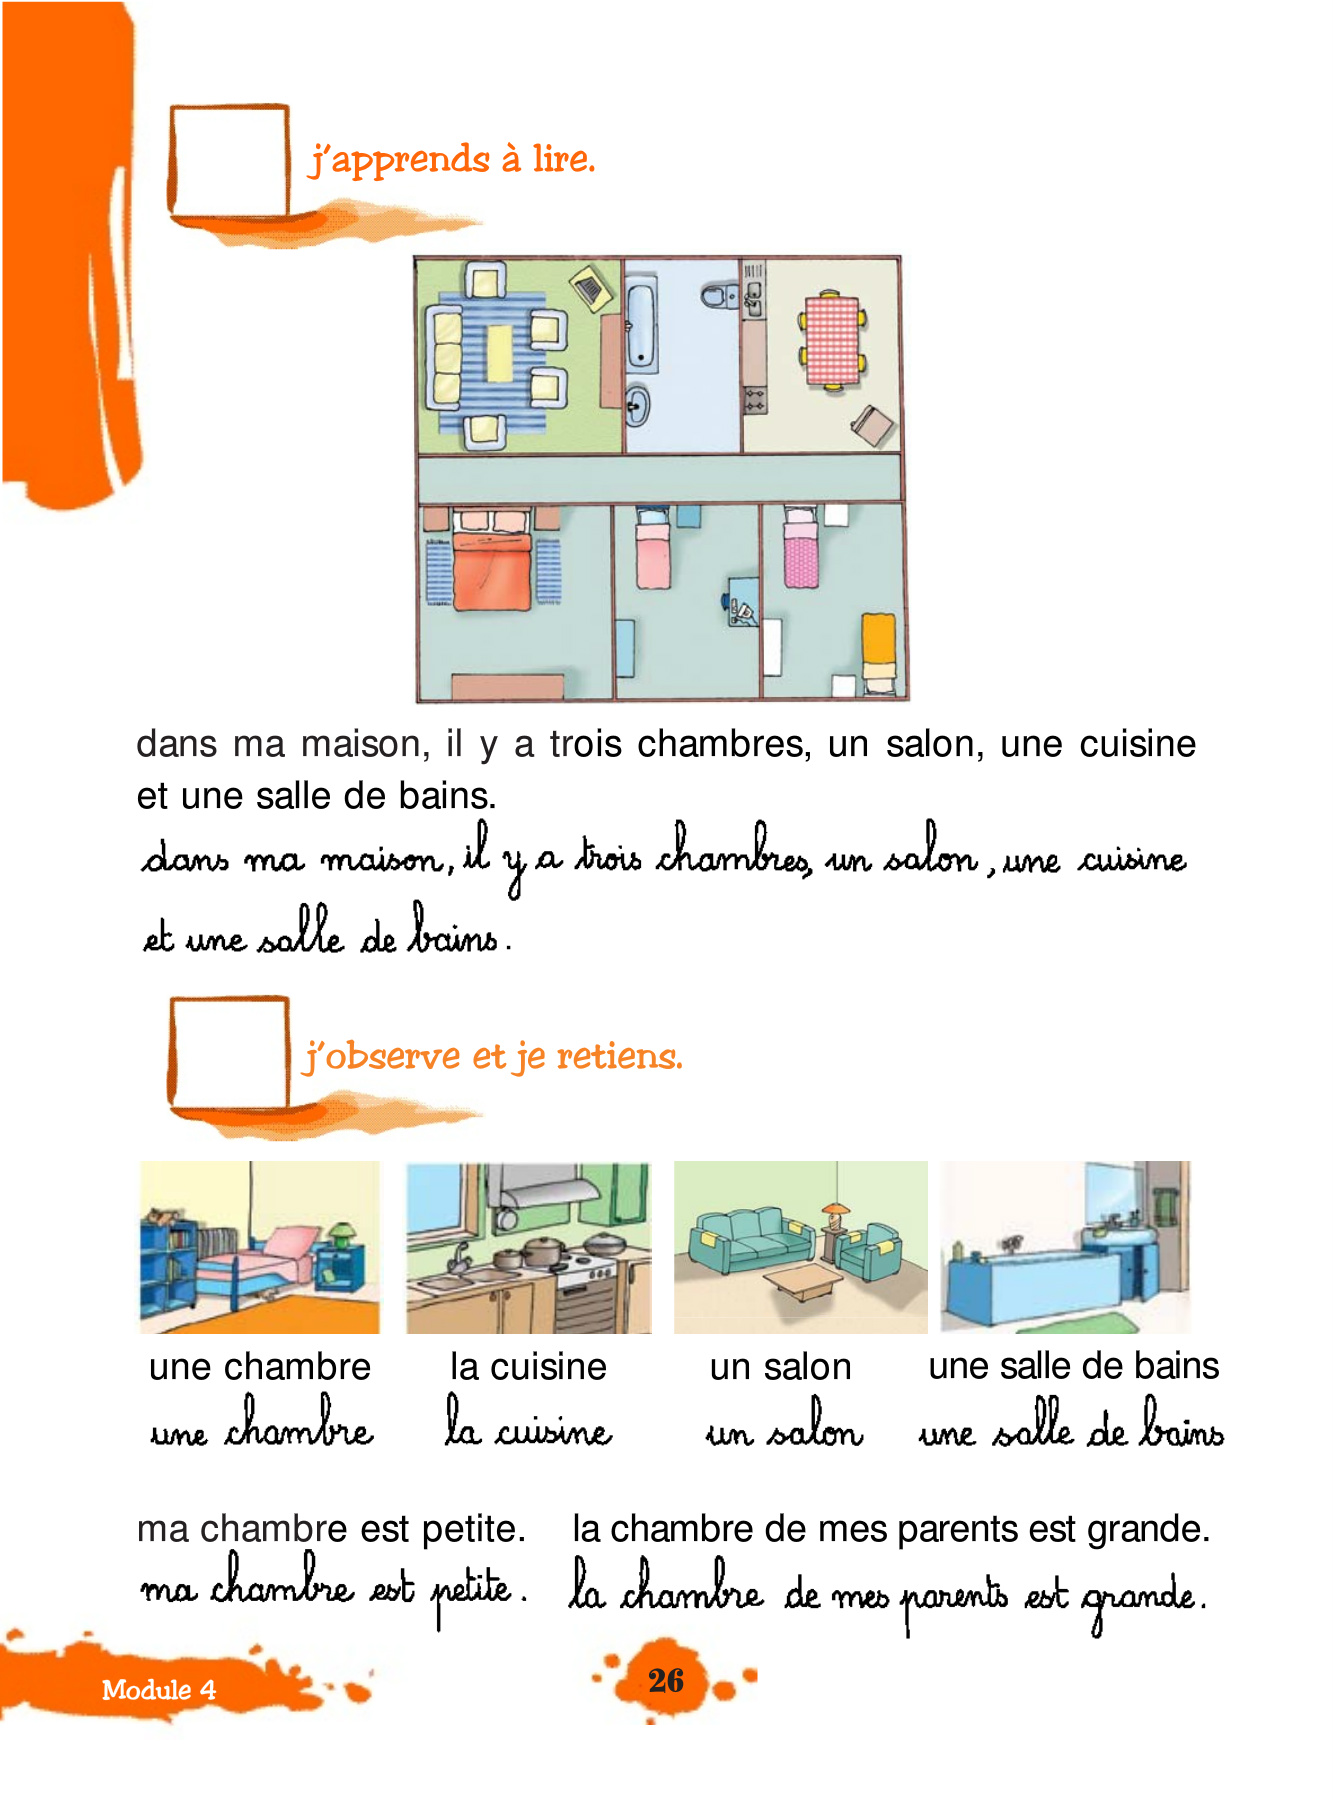 j'apprends à lire.
dans ma maison, il y a trois chambres, un salon, une cuisine
et une salle de bains.
dans ma maison, il y a trois chambres, un salon, une cuisine
et une salle de bains.
j'observe et je retiens.
une chambre la cuisine un salon une salle de bains
une chambre la cuisine un salon une salle de bains
ma chambre est petite. la chambre de mes parents est grande.
ma chambre est petite. la chambre de mes parents est grande.
Module 4
26